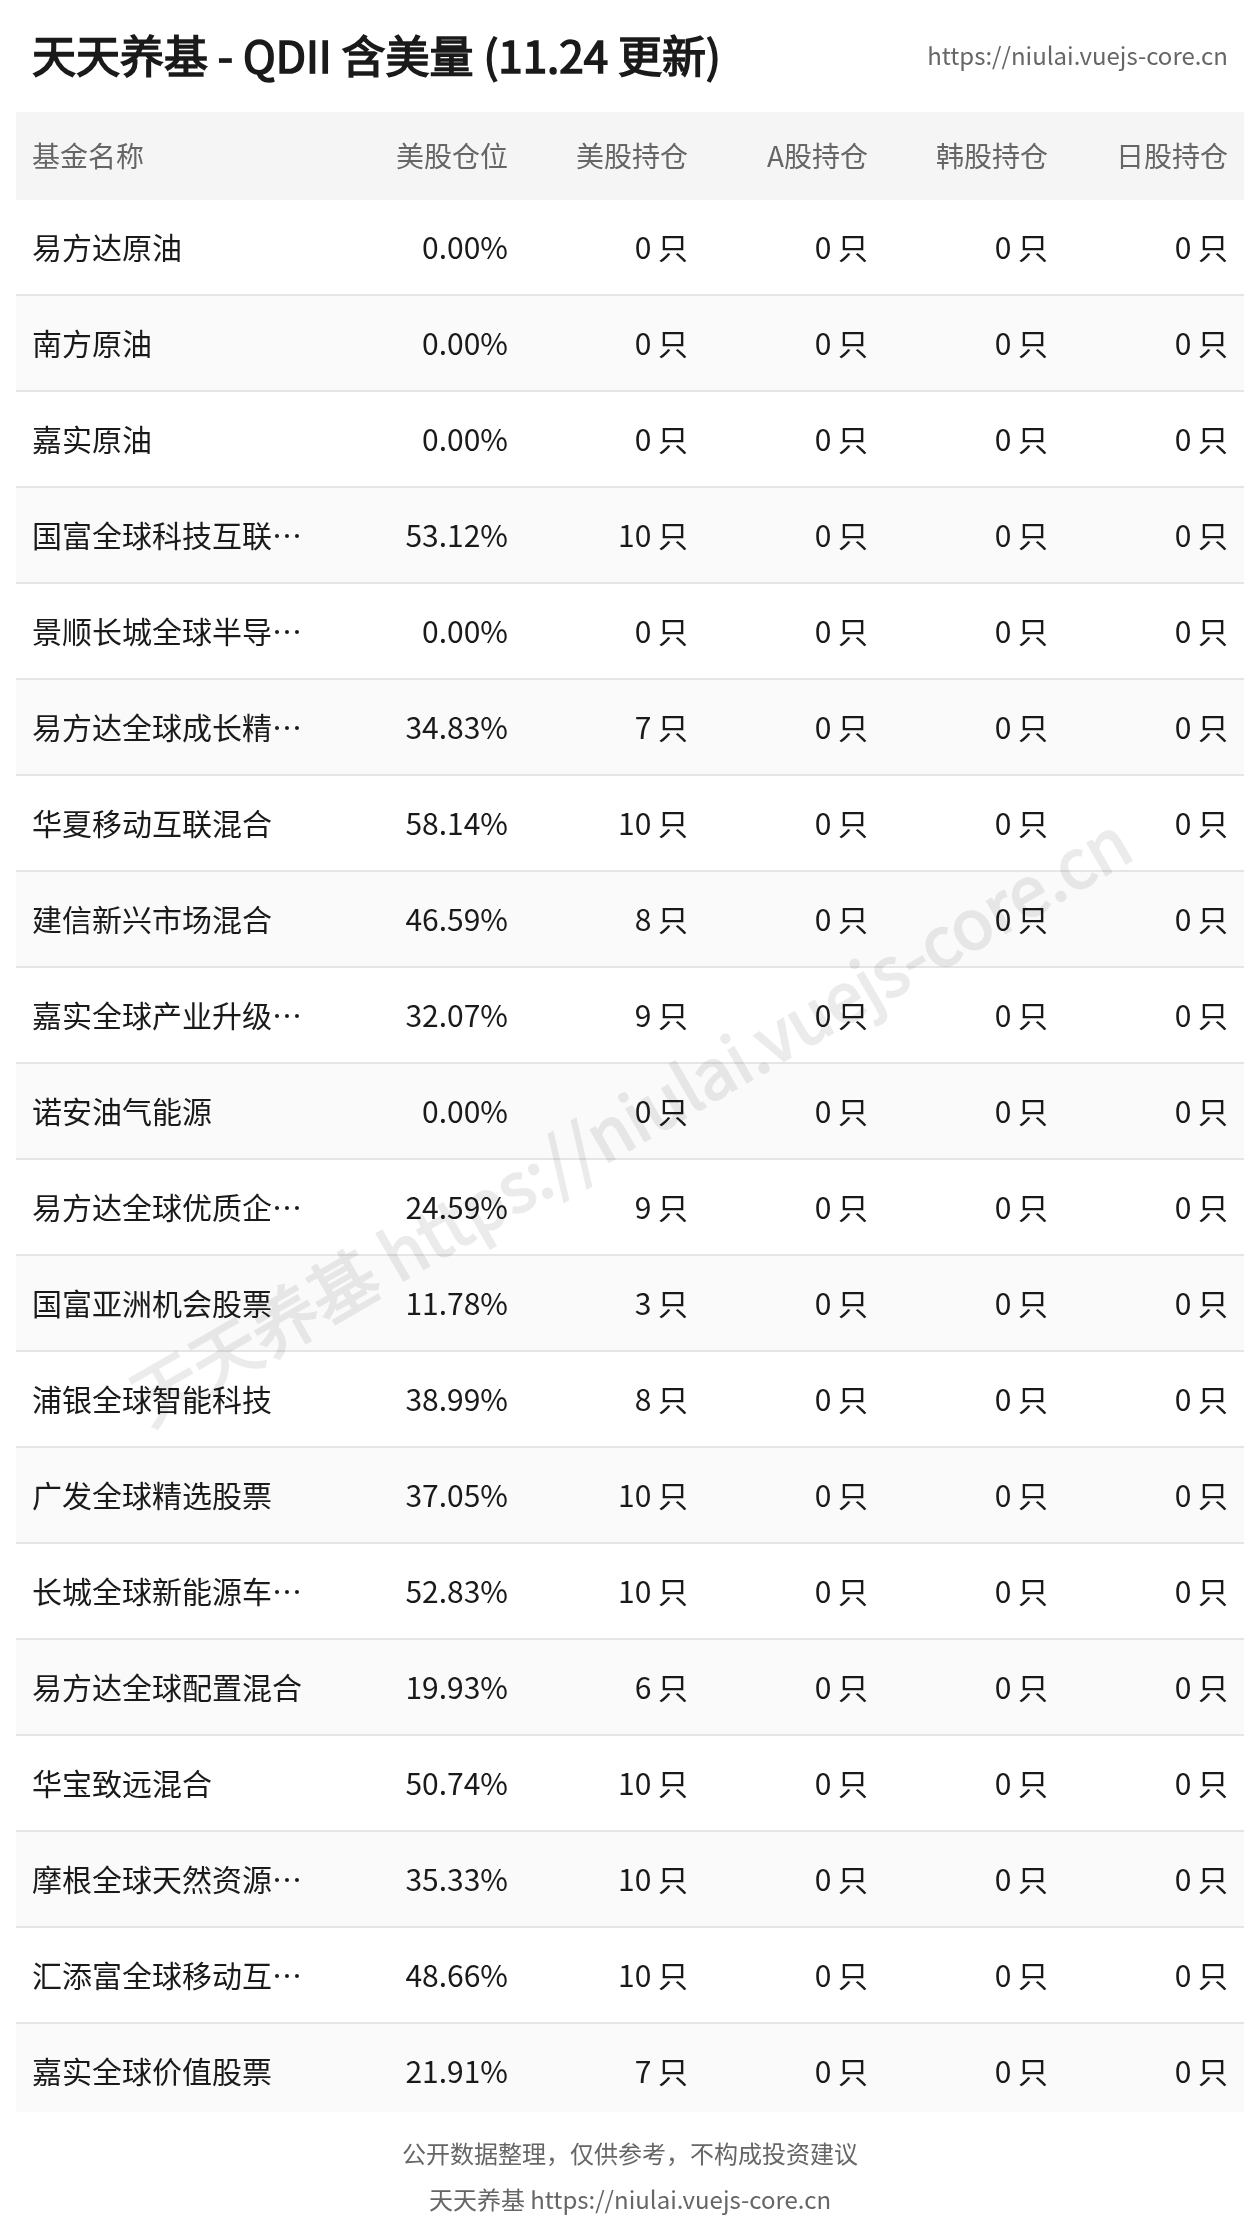 天天养基 - QDII 含美量 (11.24 更新) https://niulai.vuejs-core.cn
基金名称 美股仓位 美股持仓 A股持仓 韩股持仓 日股持仓
易方达原油 0.00% 0 只 0 只 0 只 0 只
南方原油 0.00% 0 只 0 只 0 只 0 只
嘉实原油 0.00% 0 只 0 只 0 只 0 只
国富全球科技互联… 53.12% 10 只 0 只 0 只 0 只
景顺长城全球半导… 0.00% 0 只 0 只 0 只 0 只
易方达全球成长精… 34.83% 7 只 0 只 0 只 0 只
华夏移动互联混合 58.14% 10 只 0 只 0 只 0 只
建信新兴市场混合 46.59% 8 只 0 只 0 只 0 只
嘉实全球产业升级… 32.07% 9 只 0 只 0 只 0 只
诺安油气能源 0.00% 0 只 0 只 0 只 0 只
易方达全球优质企… 24.59% 9 只 0 只 0 只 0 只
国富亚洲机会股票 11.78% 3 只 0 只 0 只 0 只
浦银全球智能科技 38.99% 8 只 0 只 0 只 0 只
广发全球精选股票 37.05% 10 只 0 只 0 只 0 只
长城全球新能源车… 52.83% 10 只 0 只 0 只 0 只
易方达全球配置混合 19.93% 6 只 0 只 0 只 0 只
华宝致远混合 50.74% 10 只 0 只 0 只 0 只
摩根全球天然资源… 35.33% 10 只 0 只 0 只 0 只
汇添富全球移动互… 48.66% 10 只 0 只 0 只 0 只
嘉实全球价值股票 21.91% 7 只 0 只 0 只 0 只
天天养基 https://niulai.vuejs-core.cn
公开数据整理，仅供参考，不构成投资建议
天天养基 https://niulai.vuejs-core.cn